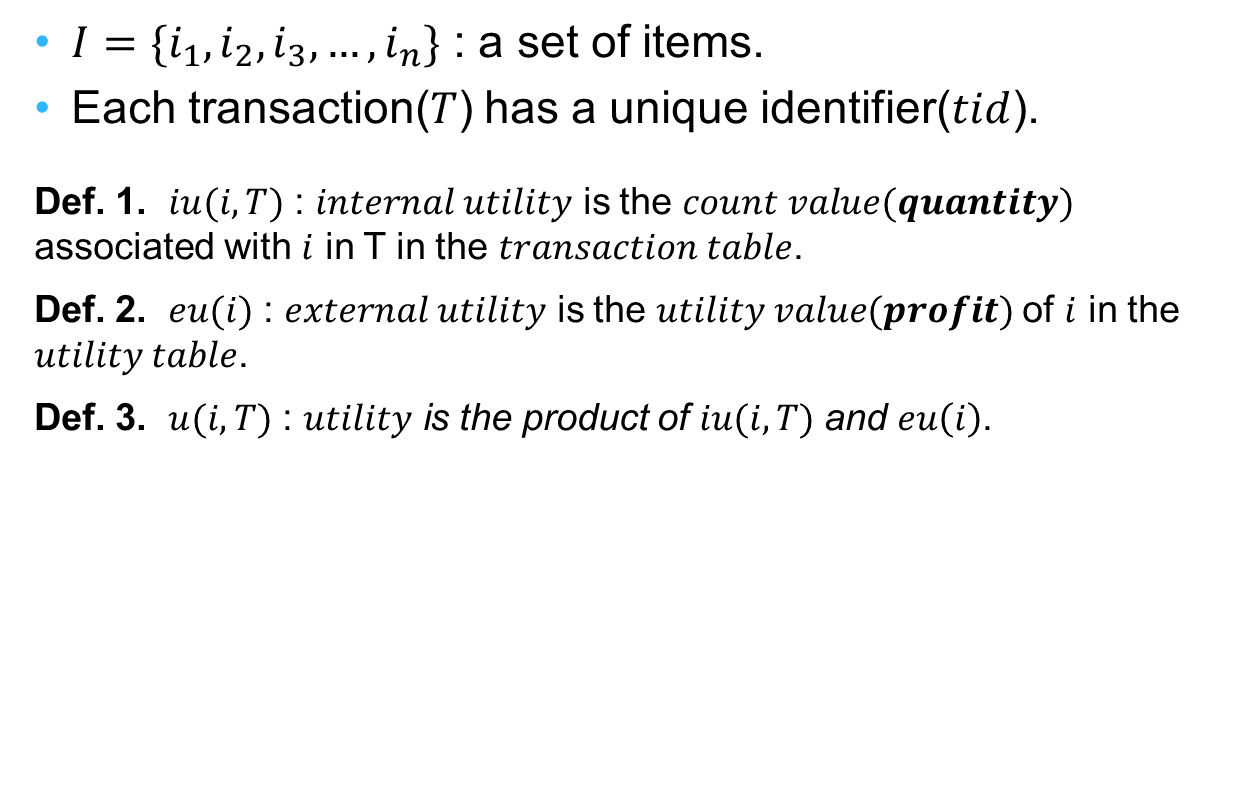 • I = {i₁, i₂, i₃, … , iₙ} : a set of items.
• Each transaction(T) has a unique identifier(tid).
Def. 1. iu(i, T) : internal utility is the count value(quantity)
associated with i in T in the transaction table.
Def. 2. eu(i) : external utility is the utility value(profit) of i in the
utility table.
Def. 3. u(i, T) : utility is the product of iu(i, T) and eu(i).